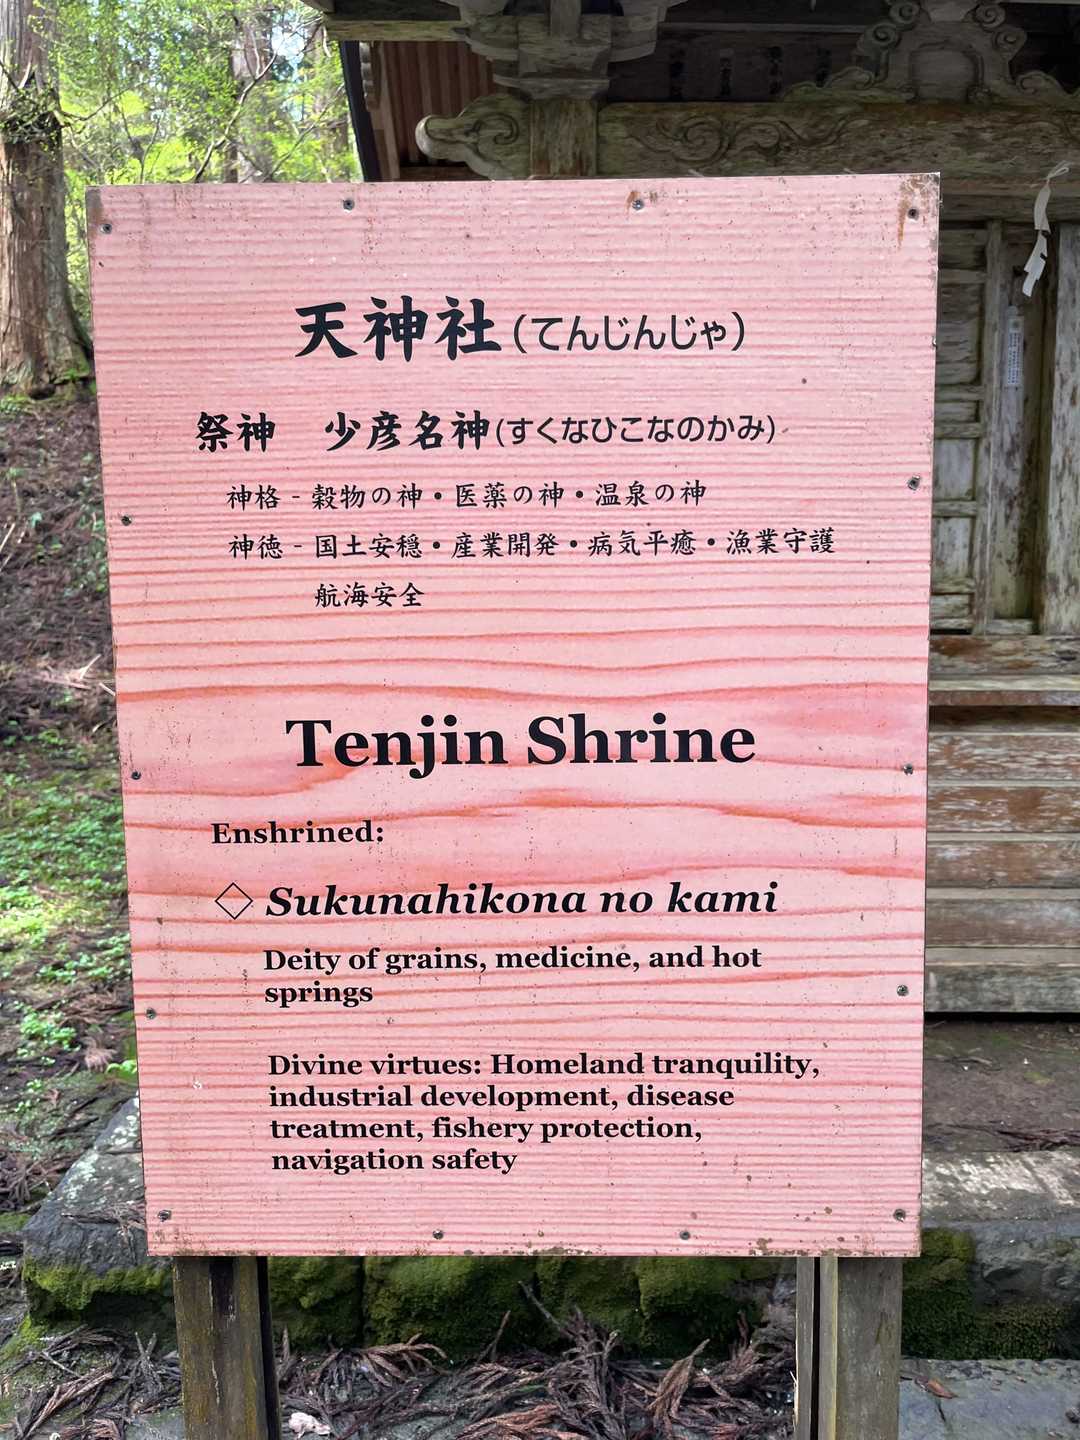 天神社(てんじんじゃ)
祭神 少彦名神(すくなひこなのかみ)
神格 - 穀物の神・医薬の神・温泉の神
神徳 - 国土安穏・産業開発・病気平癒・漁業守護
航海安全
Tenjin Shrine
Enshrined:
◇ Sukunahikona no kami
Deity of grains, medicine, and hot
springs
Divine virtues: Homeland tranquility,
industrial development, disease
treatment, fishery protection,
navigation safety